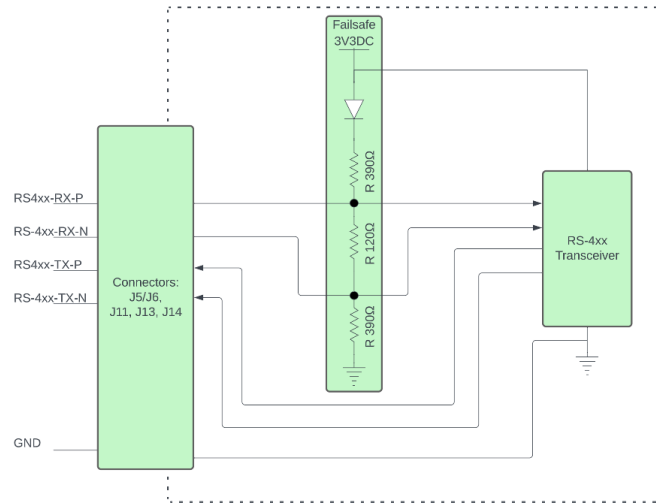 Failsafe
3V3DC
R 390Ω
R 120Ω
R 390Ω
RS4xx-RX-P
RS-4xx-RX-N
RS4xx-TX-P
RS-4xx-TX-N
GND
Connectors:
J5/J6,
J11, J13, J14
RS-4xx
Transceiver